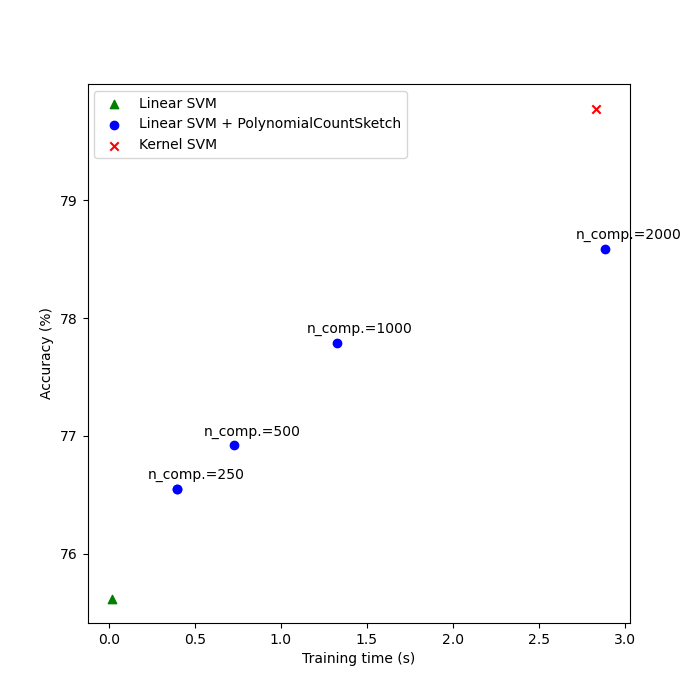 Linear SVM
Linear SVM + PolynomialCountSketch
Kernel SVM
79
78
77
76
Accuracy (%)
n_comp.=2000
n_comp.=1000
n_comp.=500
n_comp.=250
0.0 0.5 1.0 1.5 2.0 2.5 3.0
Training time (s)